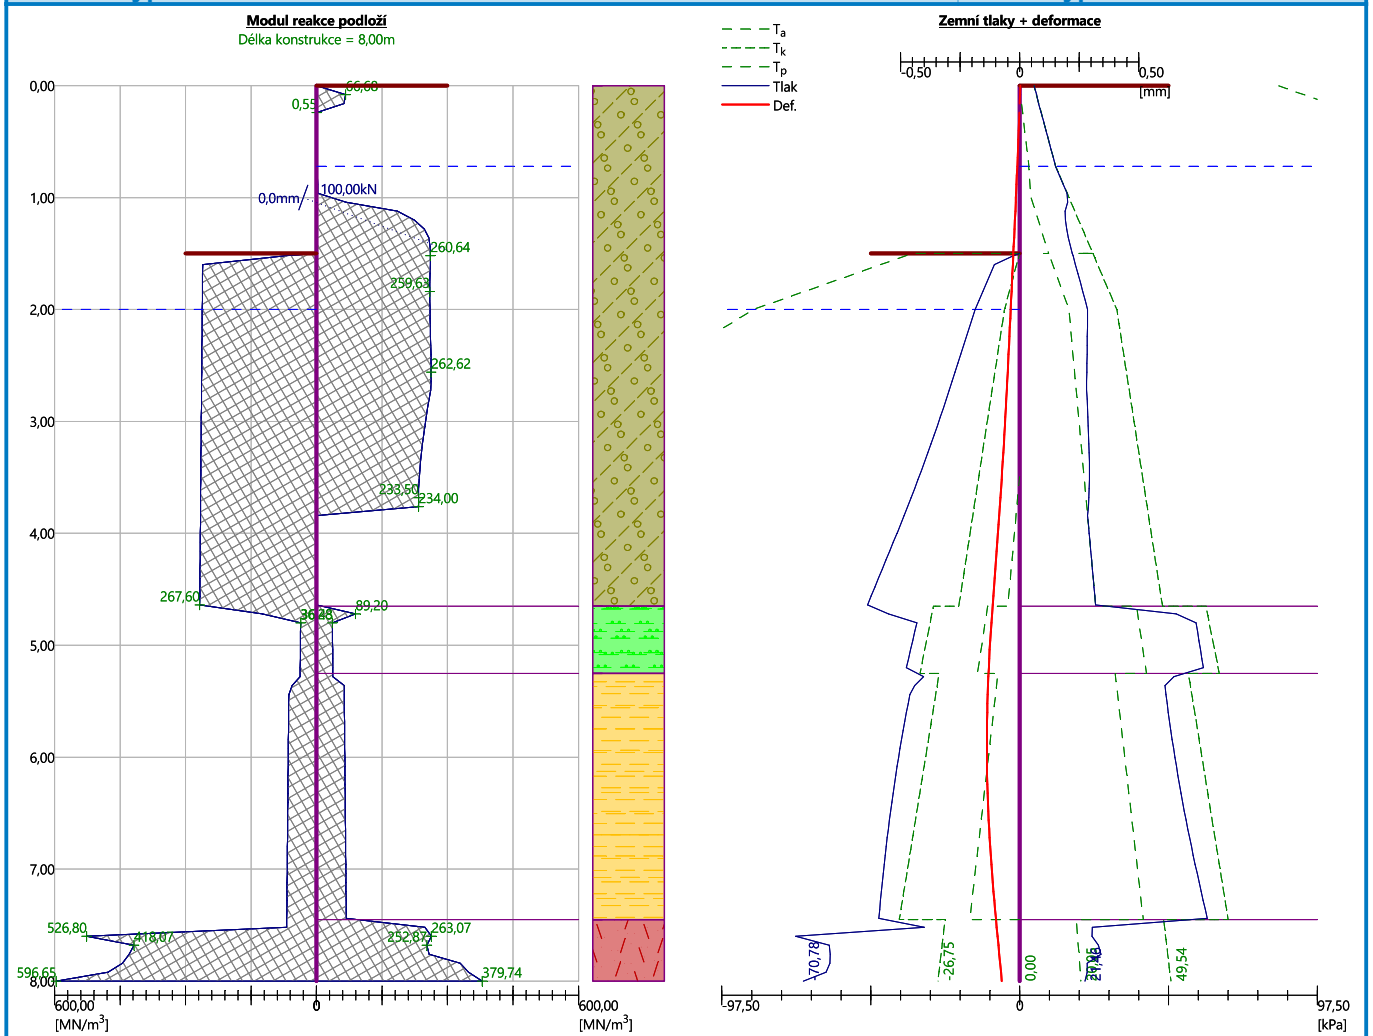 Modul reakce podloží
Délka konstrukce = 8,00m
0,00
1,00
2,00
3,00
4,00
5,00
6,00
7,00
8,00
66,68
0,55
0,0mm
100,00kN
260,64
259,63
262,62
233,50
234,00
267,60
89,20
526,80
418,07
263,07
252,87
596,65
379,74
600,00
0
600,00
[MN/m³]
[MN/m³]
Zemní tlaky + deformace
Ta
Tk
Tp
Tlak
Def.
-0,50
0
0,50
[mm]
-70,78
-26,75
0,00
49,54
-97,50
0
97,50
[kPa]